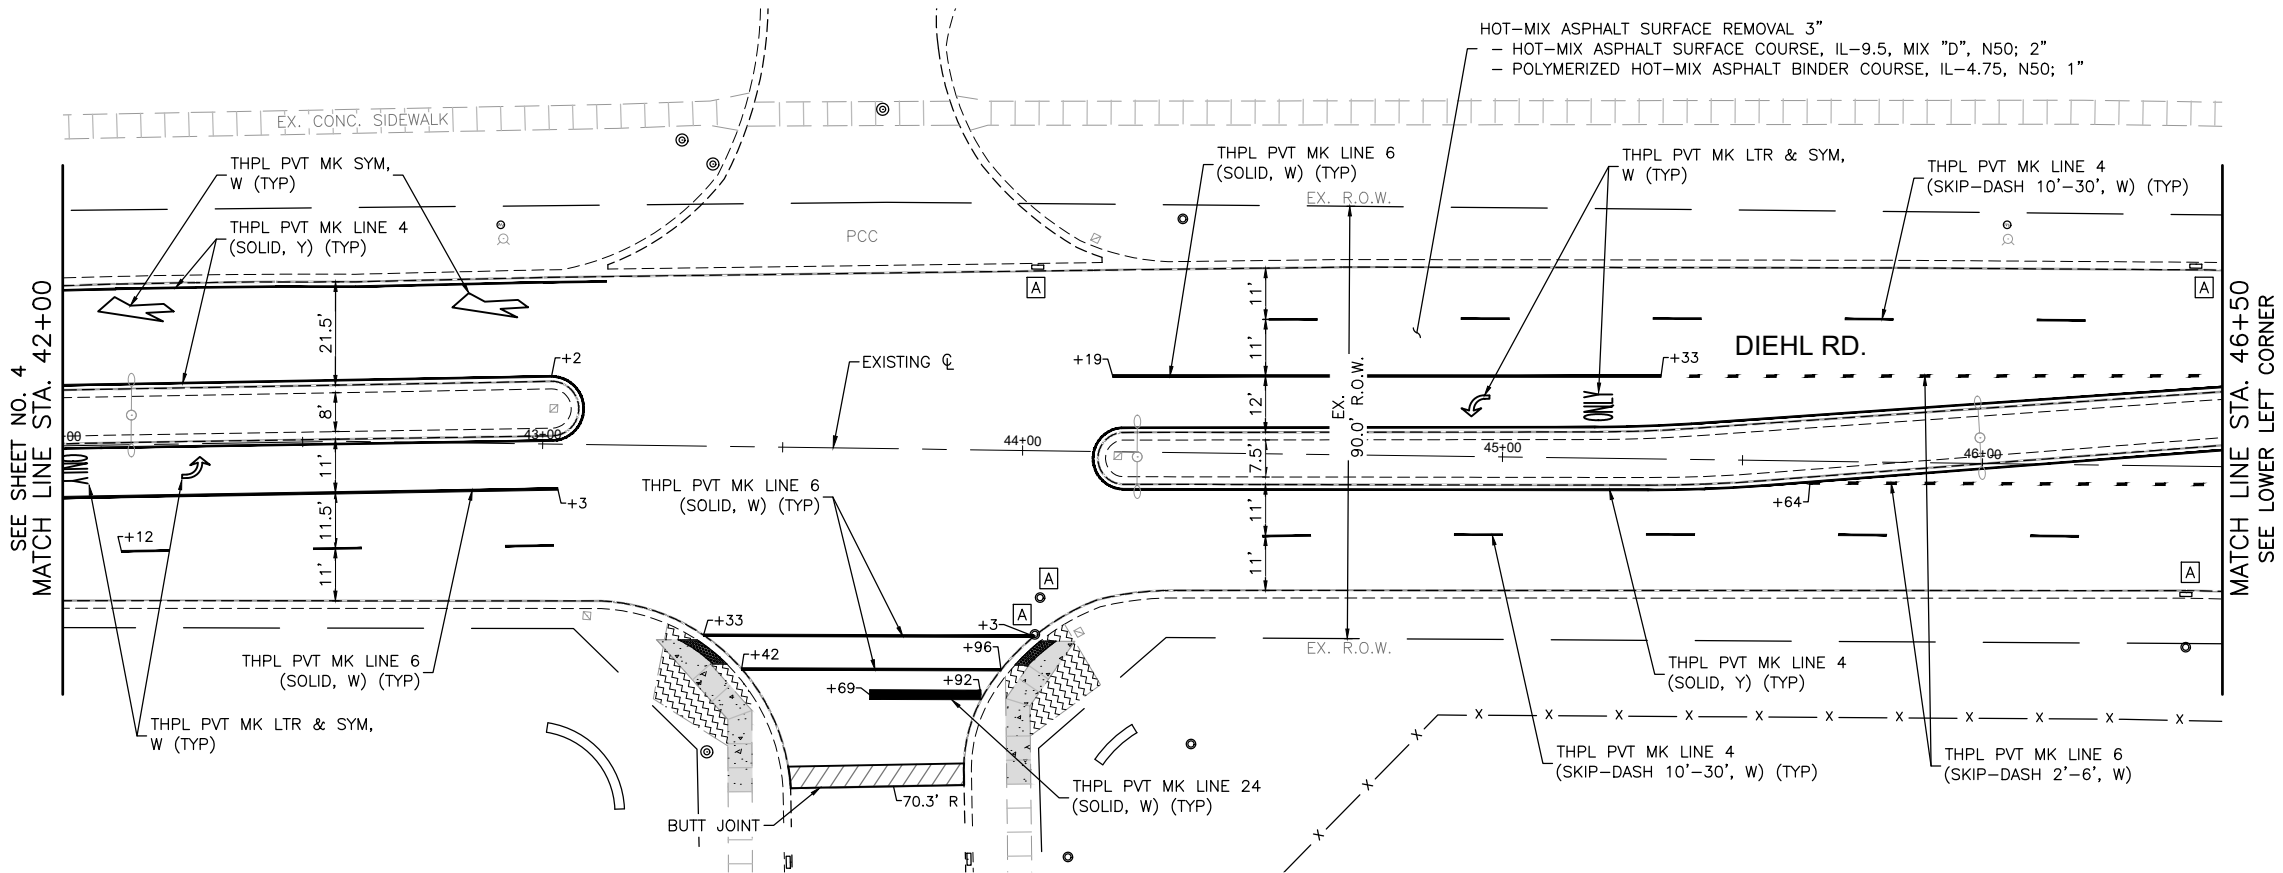 HOT-MIX ASPHALT SURFACE REMOVAL 3"
- HOT-MIX ASPHALT SURFACE COURSE, IL-9.5, MIX "D", N50; 2"
- POLYMERIZED HOT-MIX ASPHALT BINDER COURSE, IL-4.75, N50; 1"
EX. CONC. SIDEWALK
THPL PVT MK SYM,
W (TYP)
THPL PVT MK LINE 4
(SOLID, Y) (TYP)
THPL PVT MK LINE 6
(SOLID, W) (TYP)
THPL PVT MK LTR & SYM,
W (TYP)
THPL PVT MK LINE 4
(SKIP-DASH 10'-30', W) (TYP)
EX. R.O.W.
PCC
SEE SHEET NO. 4
MATCH LINE STA. 42+00
A
A
21.5'
8'
11'
11.5'
11'
+2
+3
+12
00
43+00
ONLY
EXISTING ℄
44+00
+19
+33
11'
11'
12'
7.5'
11'
11'
EX.
90.0' R.O.W.
ONLY
DIEHL RD.
45+00
46+00
+64
MATCH LINE STA. 46+50
SEE LOWER LEFT CORNER
THPL PVT MK LINE 6
(SOLID, W) (TYP)
A
A
A
+33
+3
+42
+96
+69
+92
EX. R.O.W.
THPL PVT MK LINE 6
(SOLID, W) (TYP)
THPL PVT MK LTR & SYM,
W (TYP)
THPL PVT MK LINE 4
(SOLID, Y) (TYP)
X X X X X X X
X
X
X
THPL PVT MK LINE 4
(SKIP-DASH 10'-30', W) (TYP)
THPL PVT MK LINE 6
(SKIP-DASH 2'-6', W)
THPL PVT MK LINE 24
(SOLID, W) (TYP)
70.3' R
BUTT JOINT